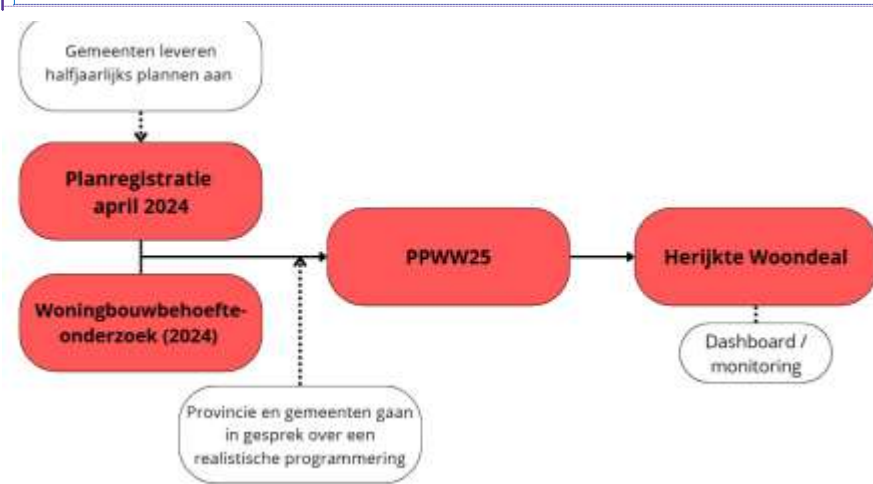 Gemeenten leveren
halfjaarlijks plannen aan
Planregistratie
april 2024
Woningbouwbehoefte-
onderzoek (2024)
PPWW25
Herijkte Woondeal
Dashboard /
monitoring
Provincie en gemeenten gaan
in gesprek over een
realistische programmering